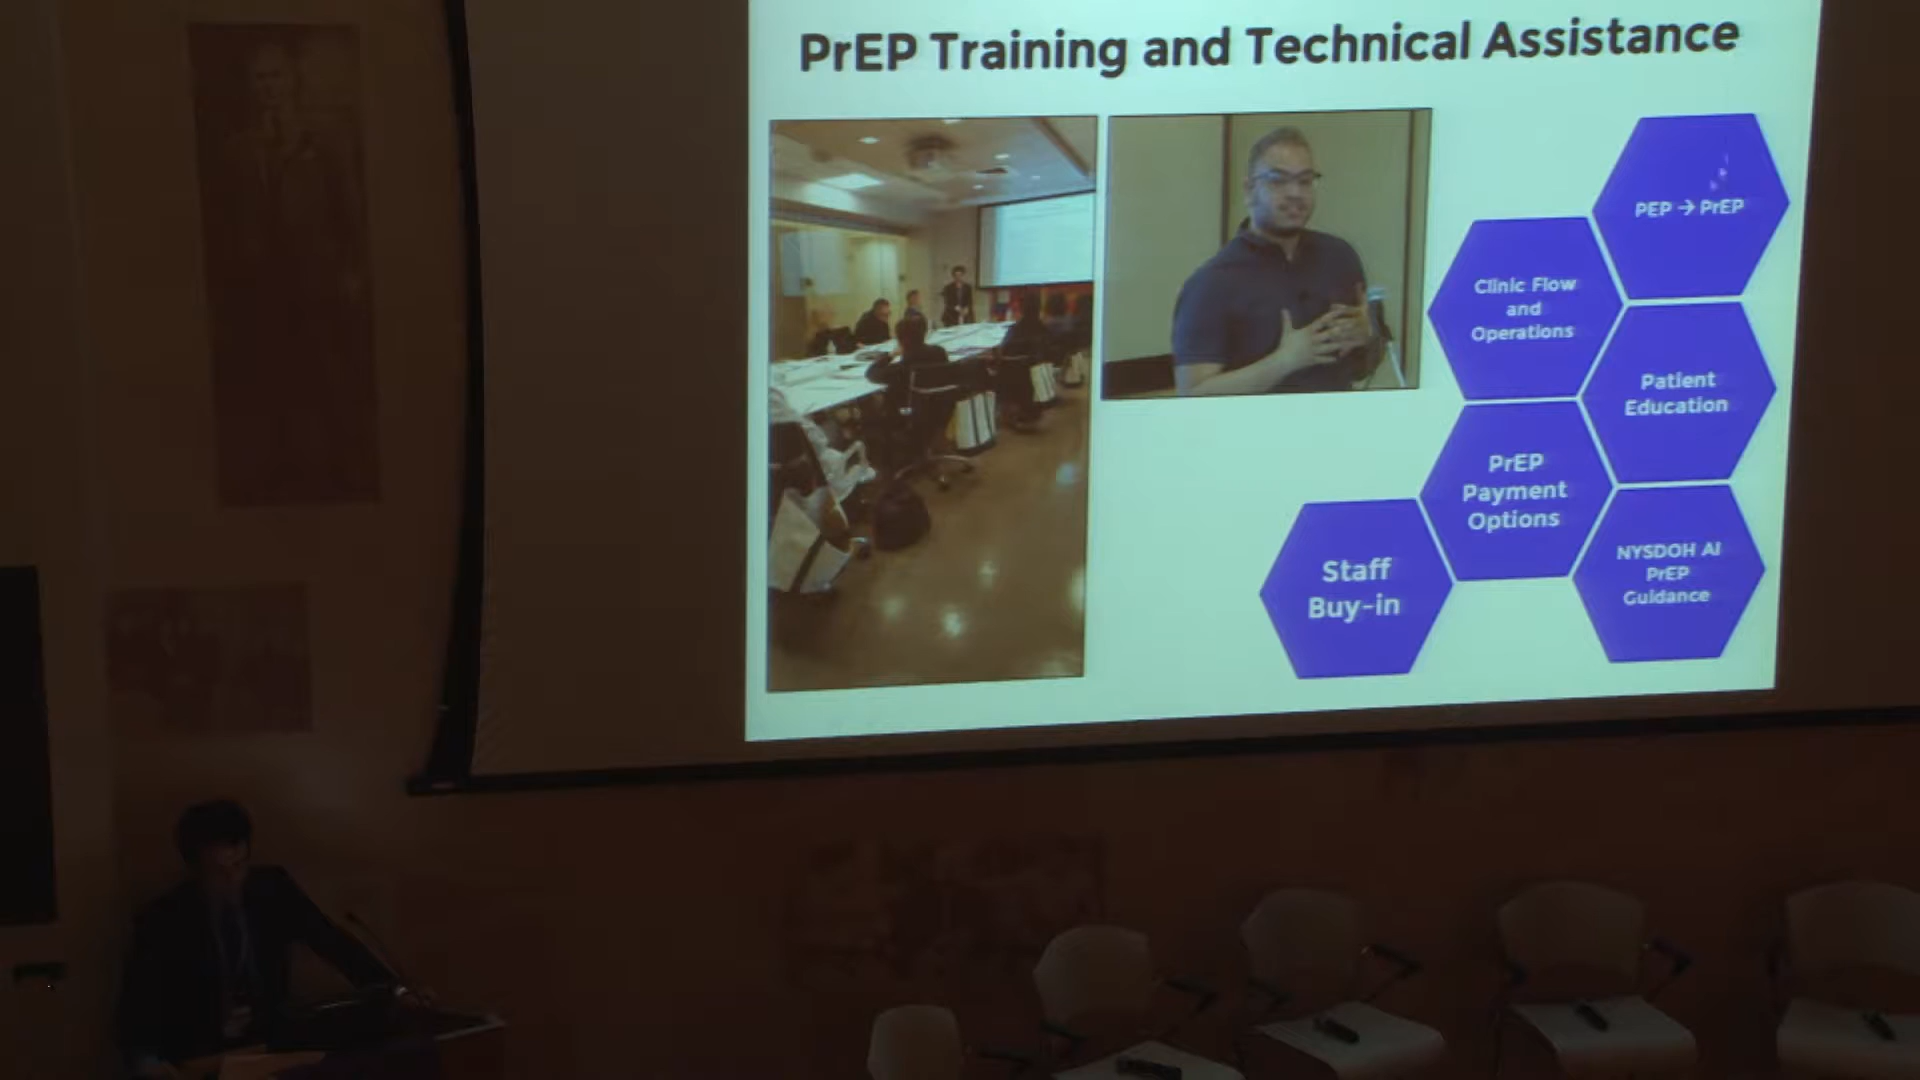 PrEP Training and Technical Assistance
PEP → PrEP
Clinic Flow
and
Operations
Patient
Education
PrEP
Payment
Options
NYSDOH AI
PrEP
Guidance
Staff
Buy-in